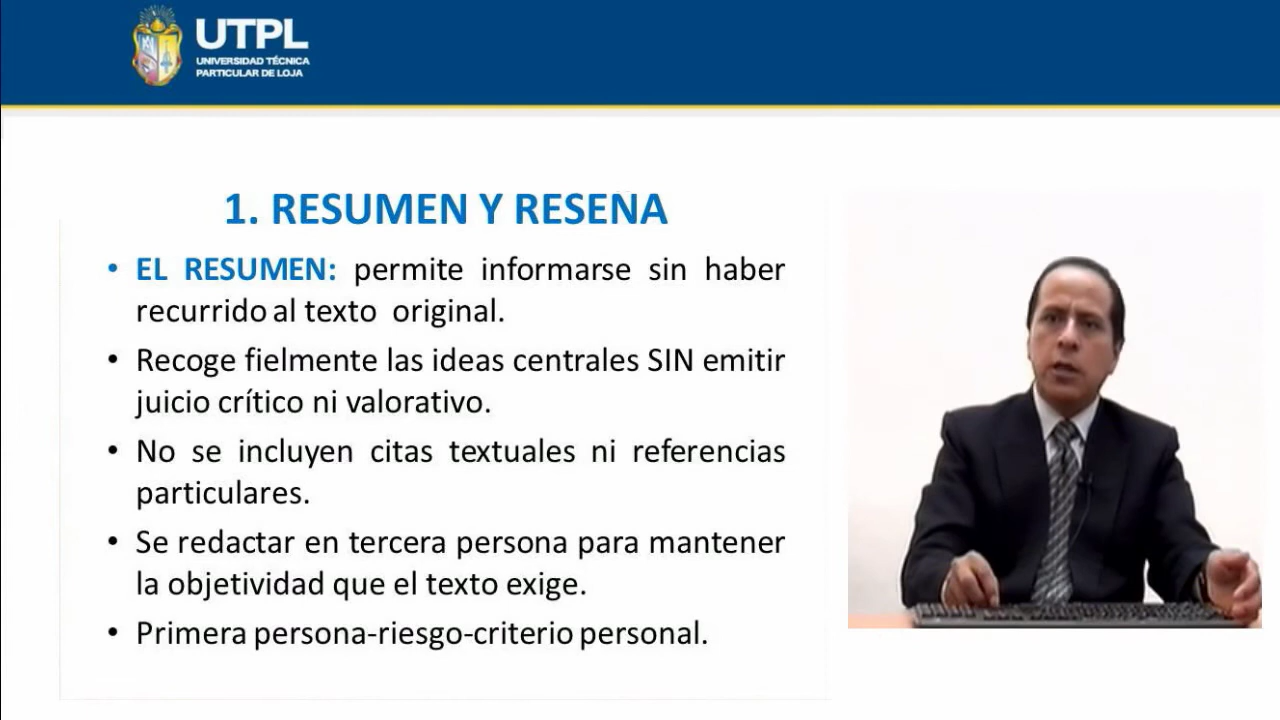 UTPL
UNIVERSIDAD TÉCNICA
PARTICULAR DE LOJA
1. RESUMEN Y RESEÑA
• EL RESUMEN: permite informarse sin haber
recurrido al texto original.
• Recoge fielmente las ideas centrales SIN emitir
juicio crítico ni valorativo.
• No se incluyen citas textuales ni referencias
particulares.
• Se redactar en tercera persona para mantener
la objetividad que el texto exige.
• Primera persona-riesgo-criterio personal.